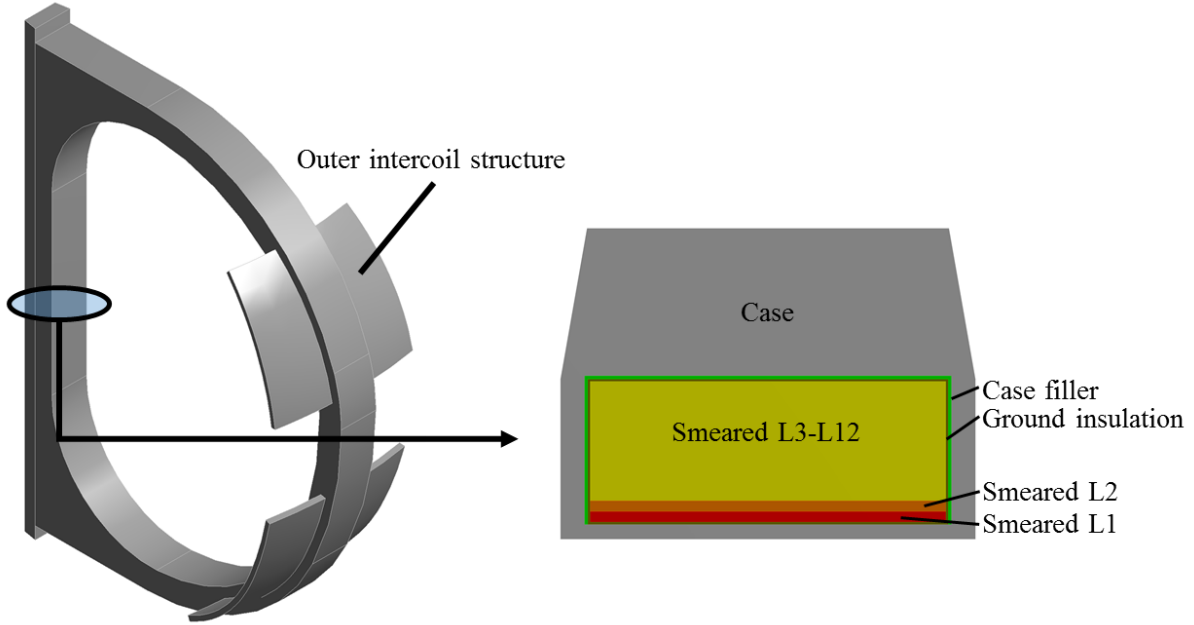 Outer intercoil structure
Case
Case filler
Ground insulation
Smeared L3-L12
Smeared L2
Smeared L1